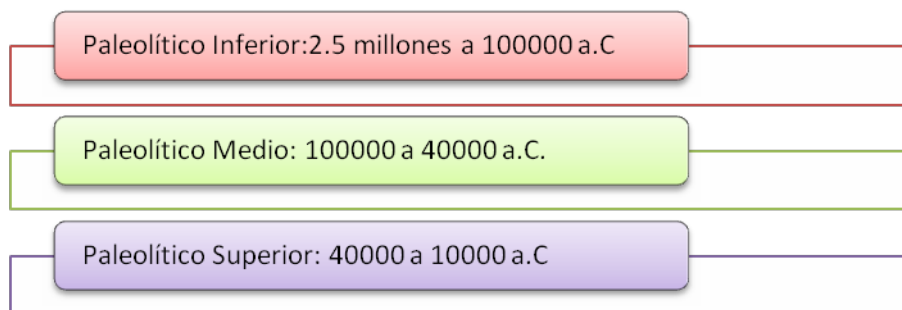 Paleolítico Inferior:2.5 millones a 100000 a.C
Paleolítico Medio: 100000 a 40000 a.C.
Paleolítico Superior: 40000 a 10000 a.C